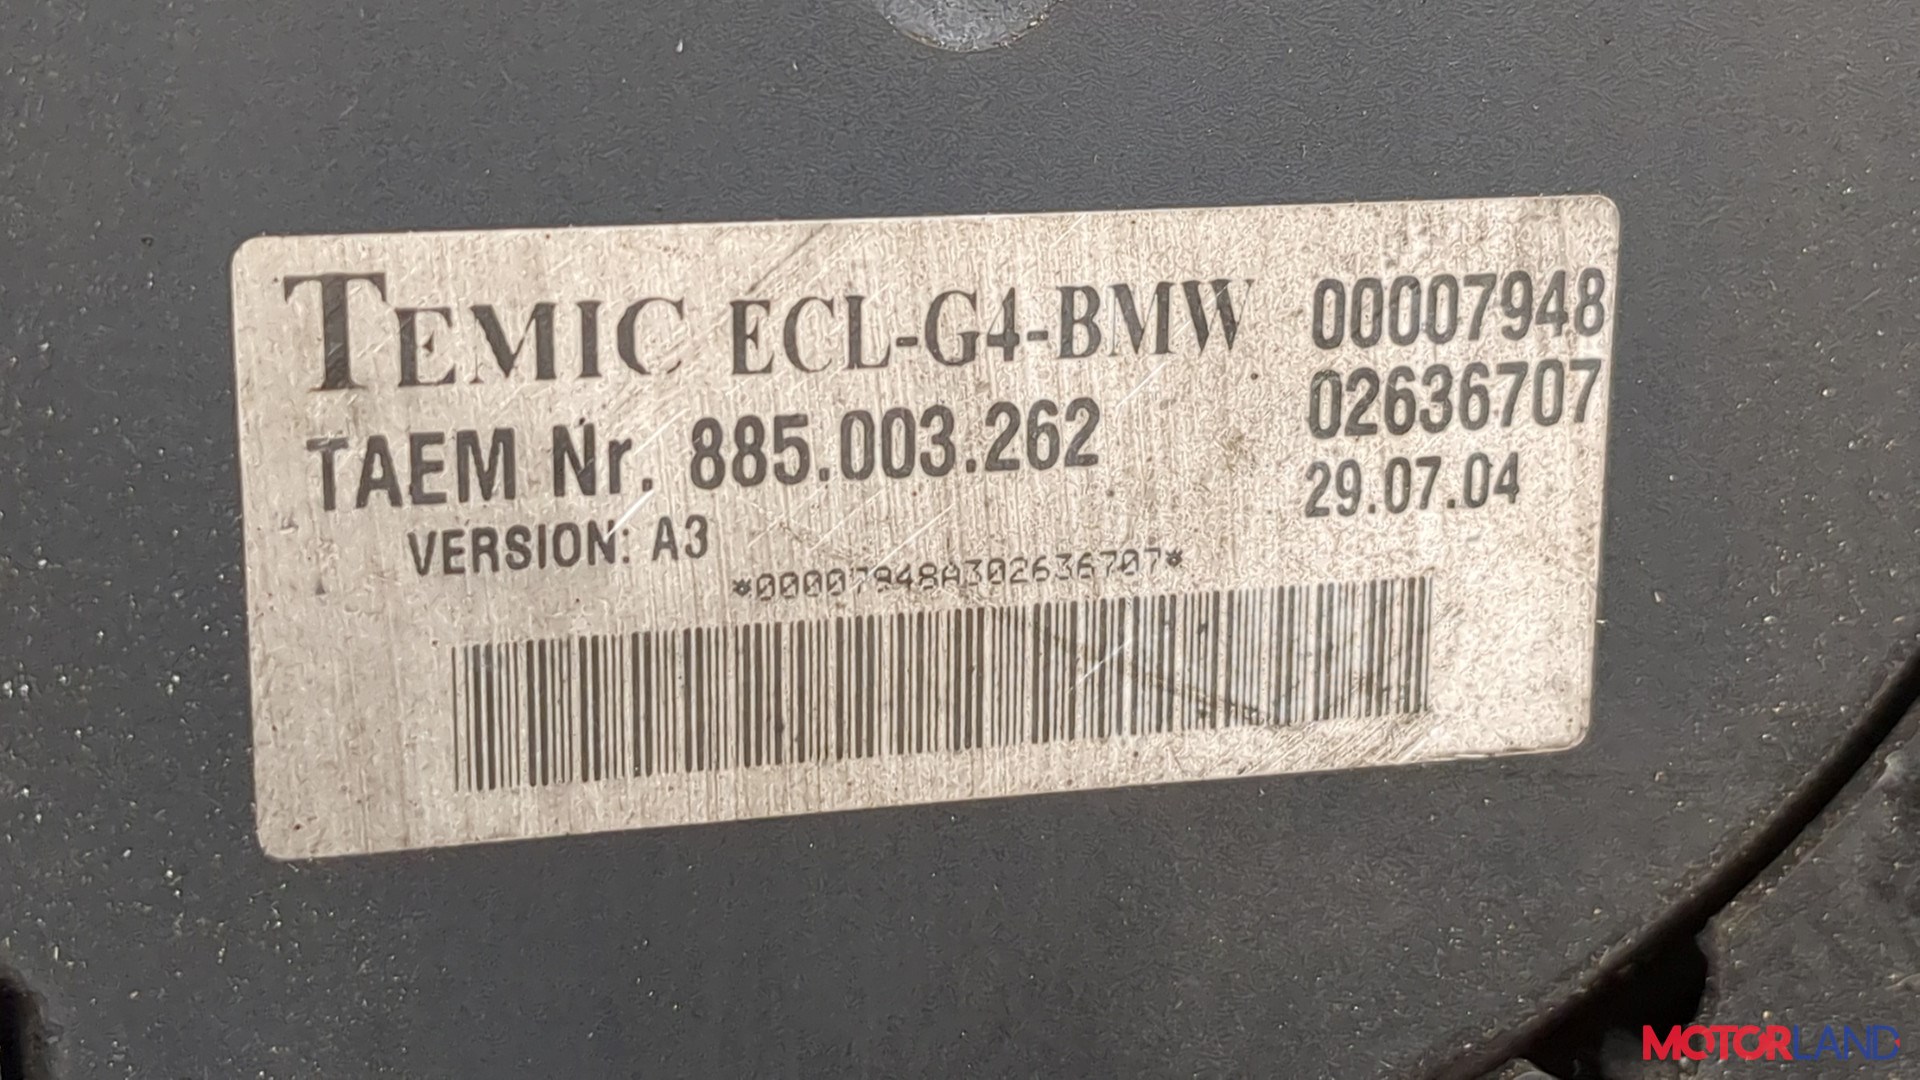 TEMIC ECL-G4-BMW 00007948
TAEM Nr. 885.003.262 02636707
VERSION: A3 29.07.04
*00007948A302636707*
MOTORLAND